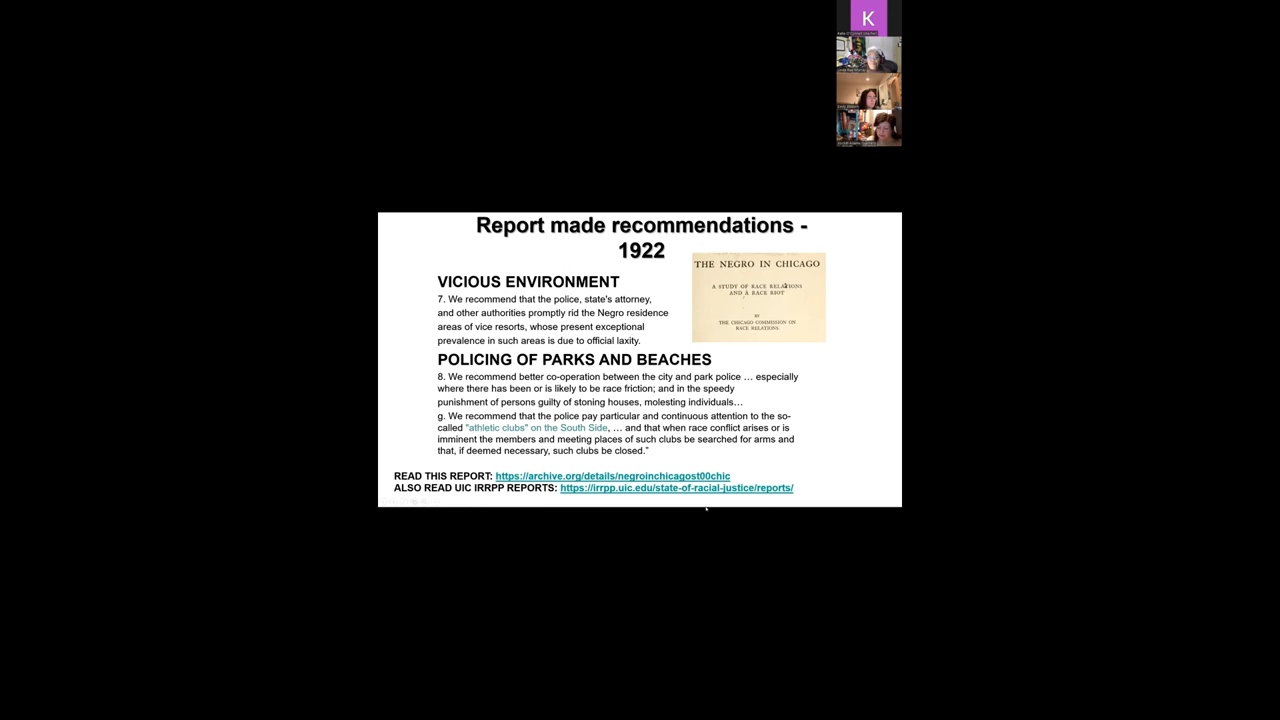 K
Report made recommendations -
1922
VICIOUS ENVIRONMENT
7. We recommend that the police, state's attorney,
and other authorities promptly rid the Negro residence
areas of vice resorts, whose present exceptional
prevalence in such areas is due to official laxity.
THE NEGRO IN CHICAGO
A STUDY OF RACE RELATIONS
AND A RACE RIOT
BY
THE CHICAGO COMMISSION ON
RACE RELATIONS
POLICING OF PARKS AND BEACHES
8. We recommend better co-operation between the city and park police … especially
where there has been or is likely to be race friction; and in the speedy
punishment of persons guilty of stoning houses, molesting individuals…
g. We recommend that the police pay particular and continuous attention to the so-
called "athletic clubs" on the South Side, … and that when race conflict arises or is
imminent the members and meeting places of such clubs be searched for arms and
that, if deemed necessary, such clubs be closed."
READ THIS REPORT: https://archive.org/details/negroinchicagost00chic
ALSO READ UIC IRRPP REPORTS: https://irrpp.uic.edu/state-of-racial-justice/reports/